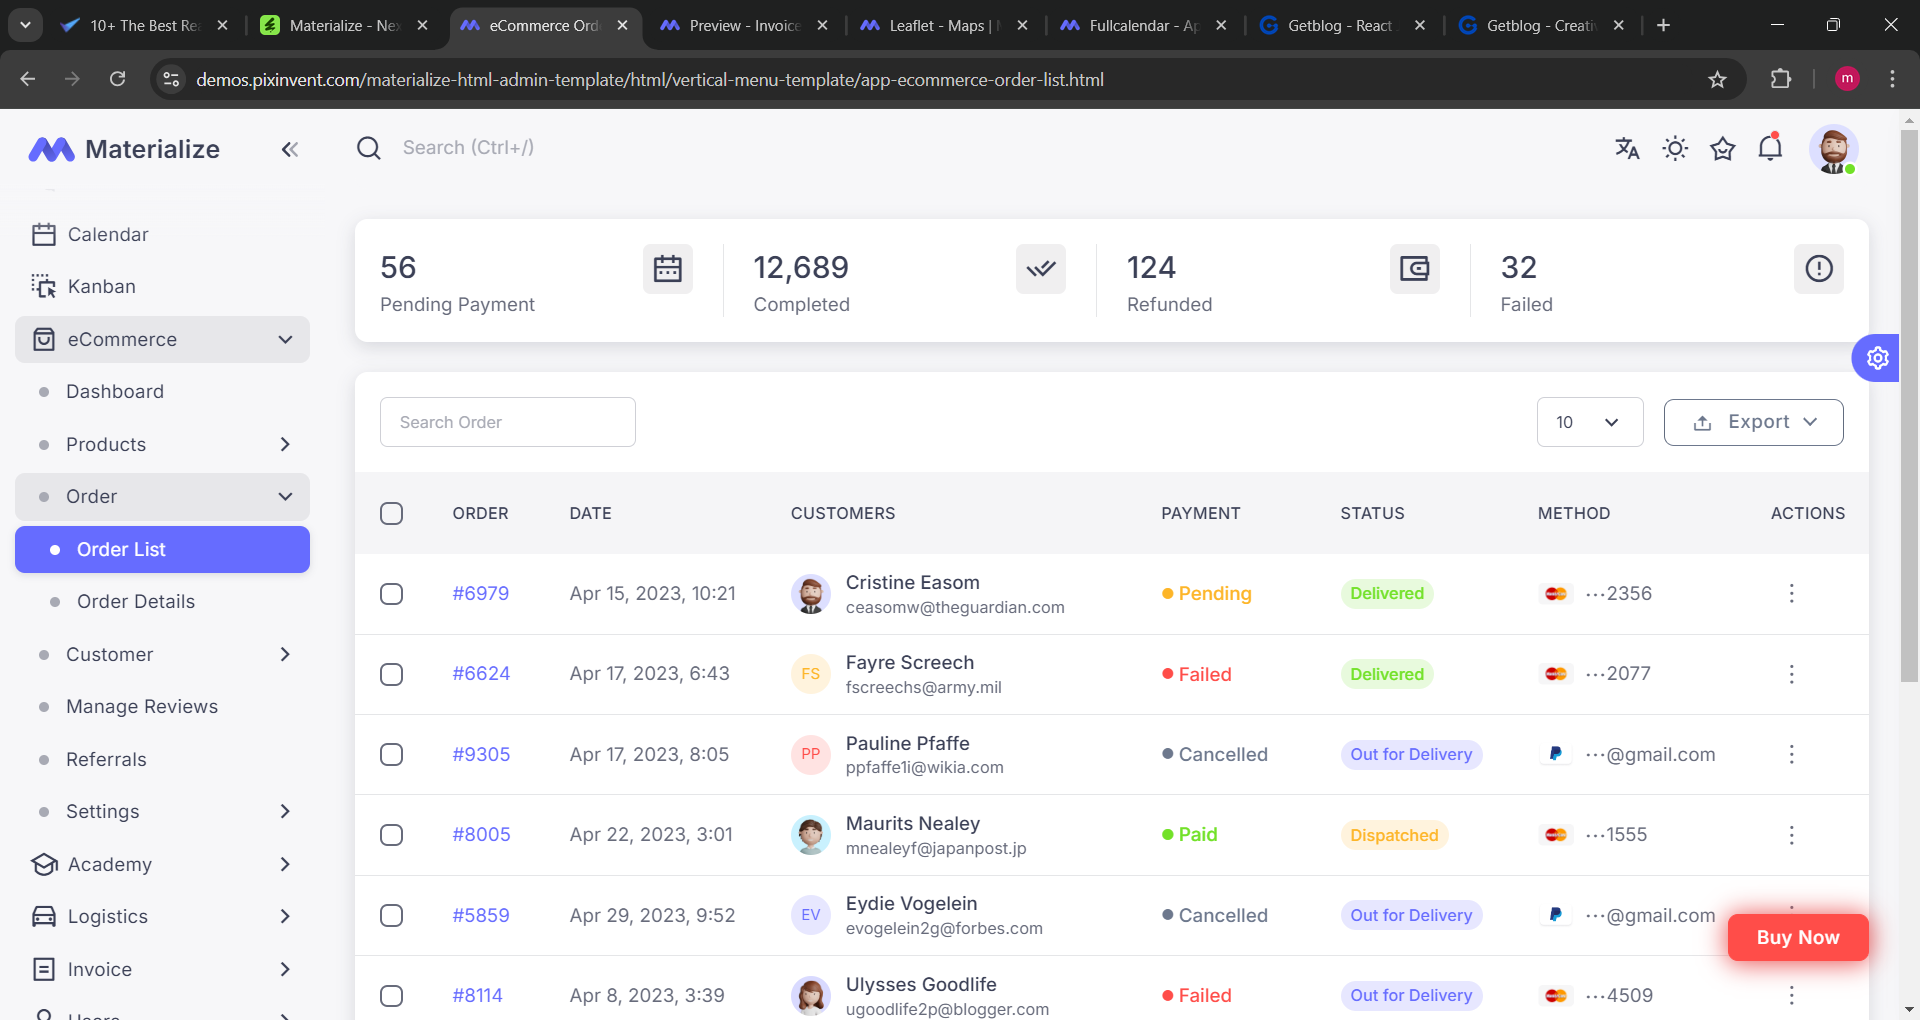 10+ The Best Re
Materialize - Nex
eCommerce Ord
Preview - Invoice
Leaflet - Maps |
Fullcalendar - Ap
Getblog - React
Getblog - Creati
demos.pixinvent.com/materialize-html-admin-template/html/vertical-menu-template/app-ecommerce-order-list.html
m
Materialize
Search (Ctrl+/)
Calendar
Kanban
eCommerce
Dashboard
Products
Order
Order List
Order Details
Customer
Manage Reviews
Referrals
Settings
Academy
Logistics
Invoice
56
Pending Payment
12,689
Completed
124
Refunded
32
Failed
Search Order
10
Export
ORDER DATE CUSTOMERS PAYMENT STATUS METHOD ACTIONS
#6979 Apr 15, 2023, 10:21 Cristine Easom Pending Delivered ···2356
ceasomw@theguardian.com
#6624 Apr 17, 2023, 6:43 FS Fayre Screech Failed Delivered ···2077
fscreechs@army.mil
#9305 Apr 17, 2023, 8:05 PP Pauline Pfaffe Cancelled Out for Delivery ···@gmail.com
ppfaffe1i@wikia.com
#8005 Apr 22, 2023, 3:01 Maurits Nealey Paid Dispatched ···1555
mnealeyf@japanpost.jp
#5859 Apr 29, 2023, 9:52 EV Eydie Vogelein Cancelled Out for Delivery ···@gmail.com
evogelein2g@forbes.com
Buy Now
#8114 Apr 8, 2023, 3:39 Ulysses Goodlife Failed Out for Delivery ···4509
ugoodlife2p@blogger.com